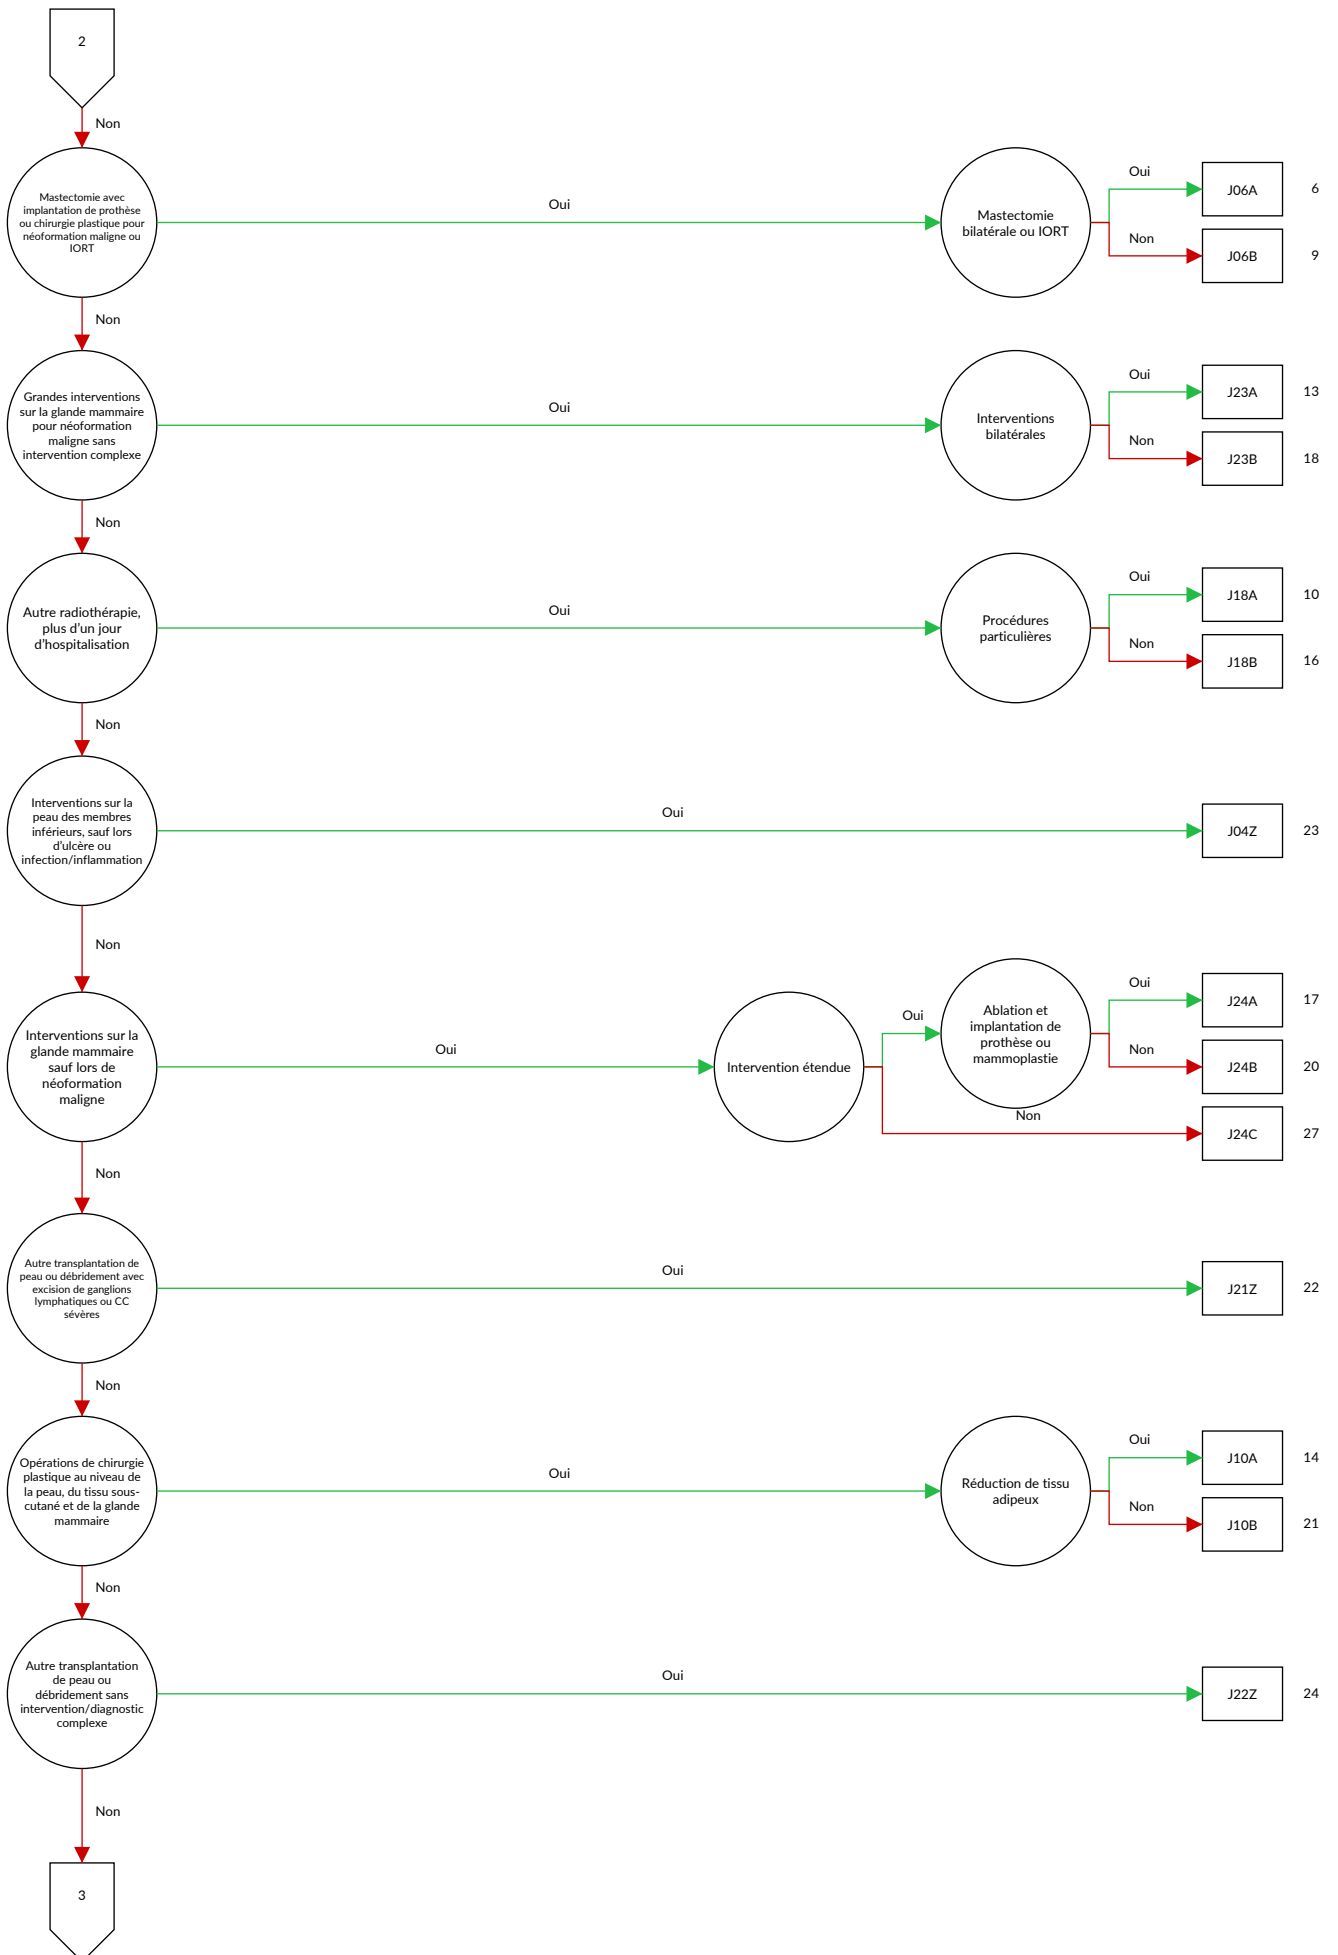 2
Non
Mastectomie avec
implantation de prothèse
ou chirurgie plastique pour
néoformation maligne ou
IORT
Oui
Mastectomie
bilatérale ou IORT
Oui
J06A
6
Non
J06B
9
Non
Grandes interventions
sur la glande mammaire
pour néoformation
maligne sans
intervention complexe
Oui
Interventions
bilatérales
Oui
J23A
13
Non
J23B
18
Non
Autre radiothérapie,
plus d'un jour
d'hospitalisation
Oui
Procédures
particulières
Oui
J18A
10
Non
J18B
16
Non
Interventions sur la
peau des membres
inférieurs, sauf lors
d'ulcère ou
infection/inflammation
Oui
J04Z
23
Non
Interventions sur la
glande mammaire
sauf lors de
néoformation
maligne
Oui
Intervention étendue
Oui
Ablation et
implantation de
prothèse ou
mammoplastie
Oui
J24A
17
Non
J24B
20
Non
J24C
27
Non
Autre transplantation de
peau ou débridement avec
excision de ganglions
lymphatiques ou CC
sévères
Oui
J21Z
22
Non
Opérations de chirurgie
plastique au niveau de
la peau, du tissu sous-
cutané et de la glande
mammaire
Oui
Réduction de tissu
adipeux
Oui
J10A
14
Non
J10B
21
Non
Autre transplantation
de peau ou
débridement sans
intervention/diagnostic
complexe
Oui
J22Z
24
Non
3